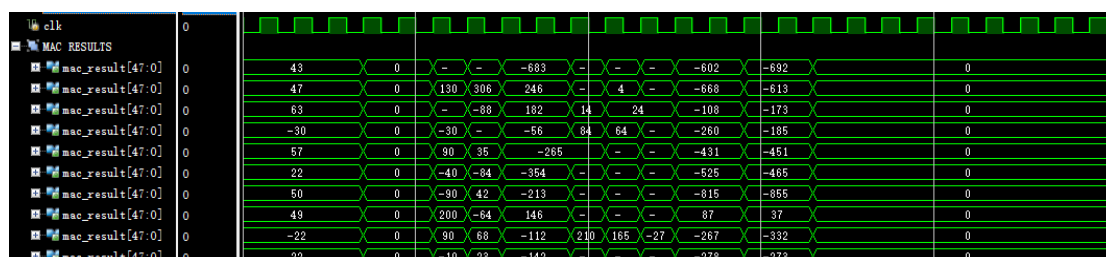 clk 0
MAC RESULTS
mac_result[47:0] 0 43 0 - - -683 - - - -602 -692 0
mac_result[47:0] 0 47 0 130 306 246 - 4 - -668 -613 0
mac_result[47:0] 0 63 0 - -88 182 14 24 -108 -173 0
mac_result[47:0] 0 -30 0 -30 - -56 84 64 - -260 -185 0
mac_result[47:0] 0 57 0 90 35 -265 - - -431 -451 0
mac_result[47:0] 0 22 0 -40 -84 -354 - - - -525 -465 0
mac_result[47:0] 0 50 0 -90 42 -213 - - - -815 -855 0
mac_result[47:0] 0 49 0 200 -64 146 - - - 87 37 0
mac_result[47:0] 0 -22 0 90 68 -112 210 165 -27 -267 -332 0